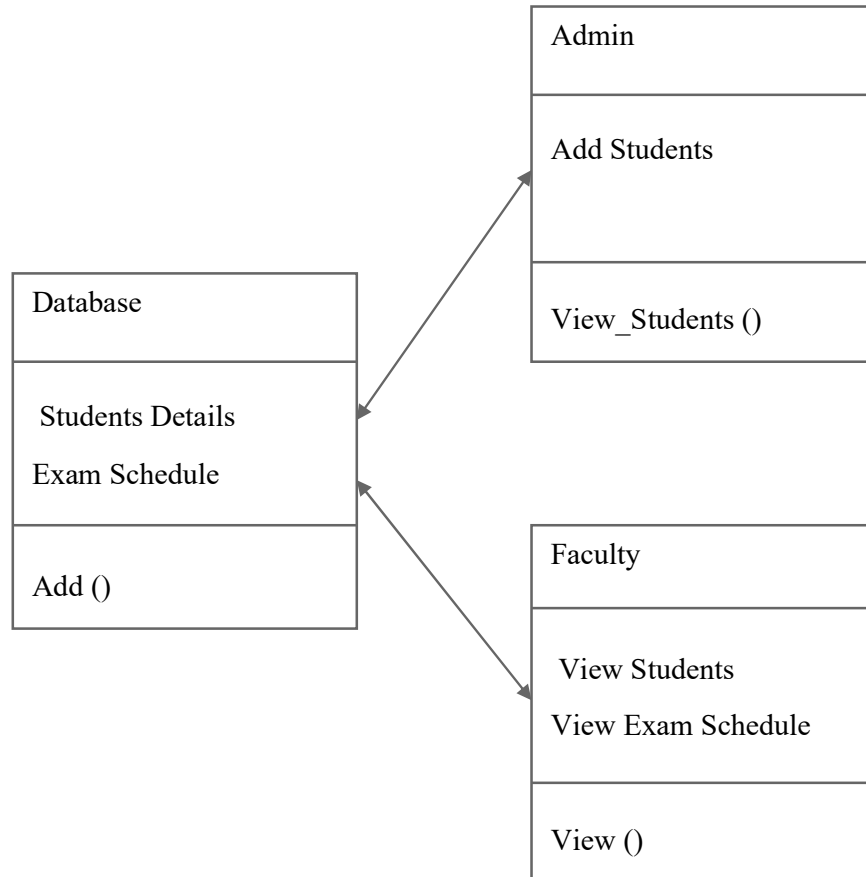 Admin
Add Students
View_Students ()
Database
Students Details
Exam Schedule
Add ()
Faculty
View Students
View Exam Schedule
View ()